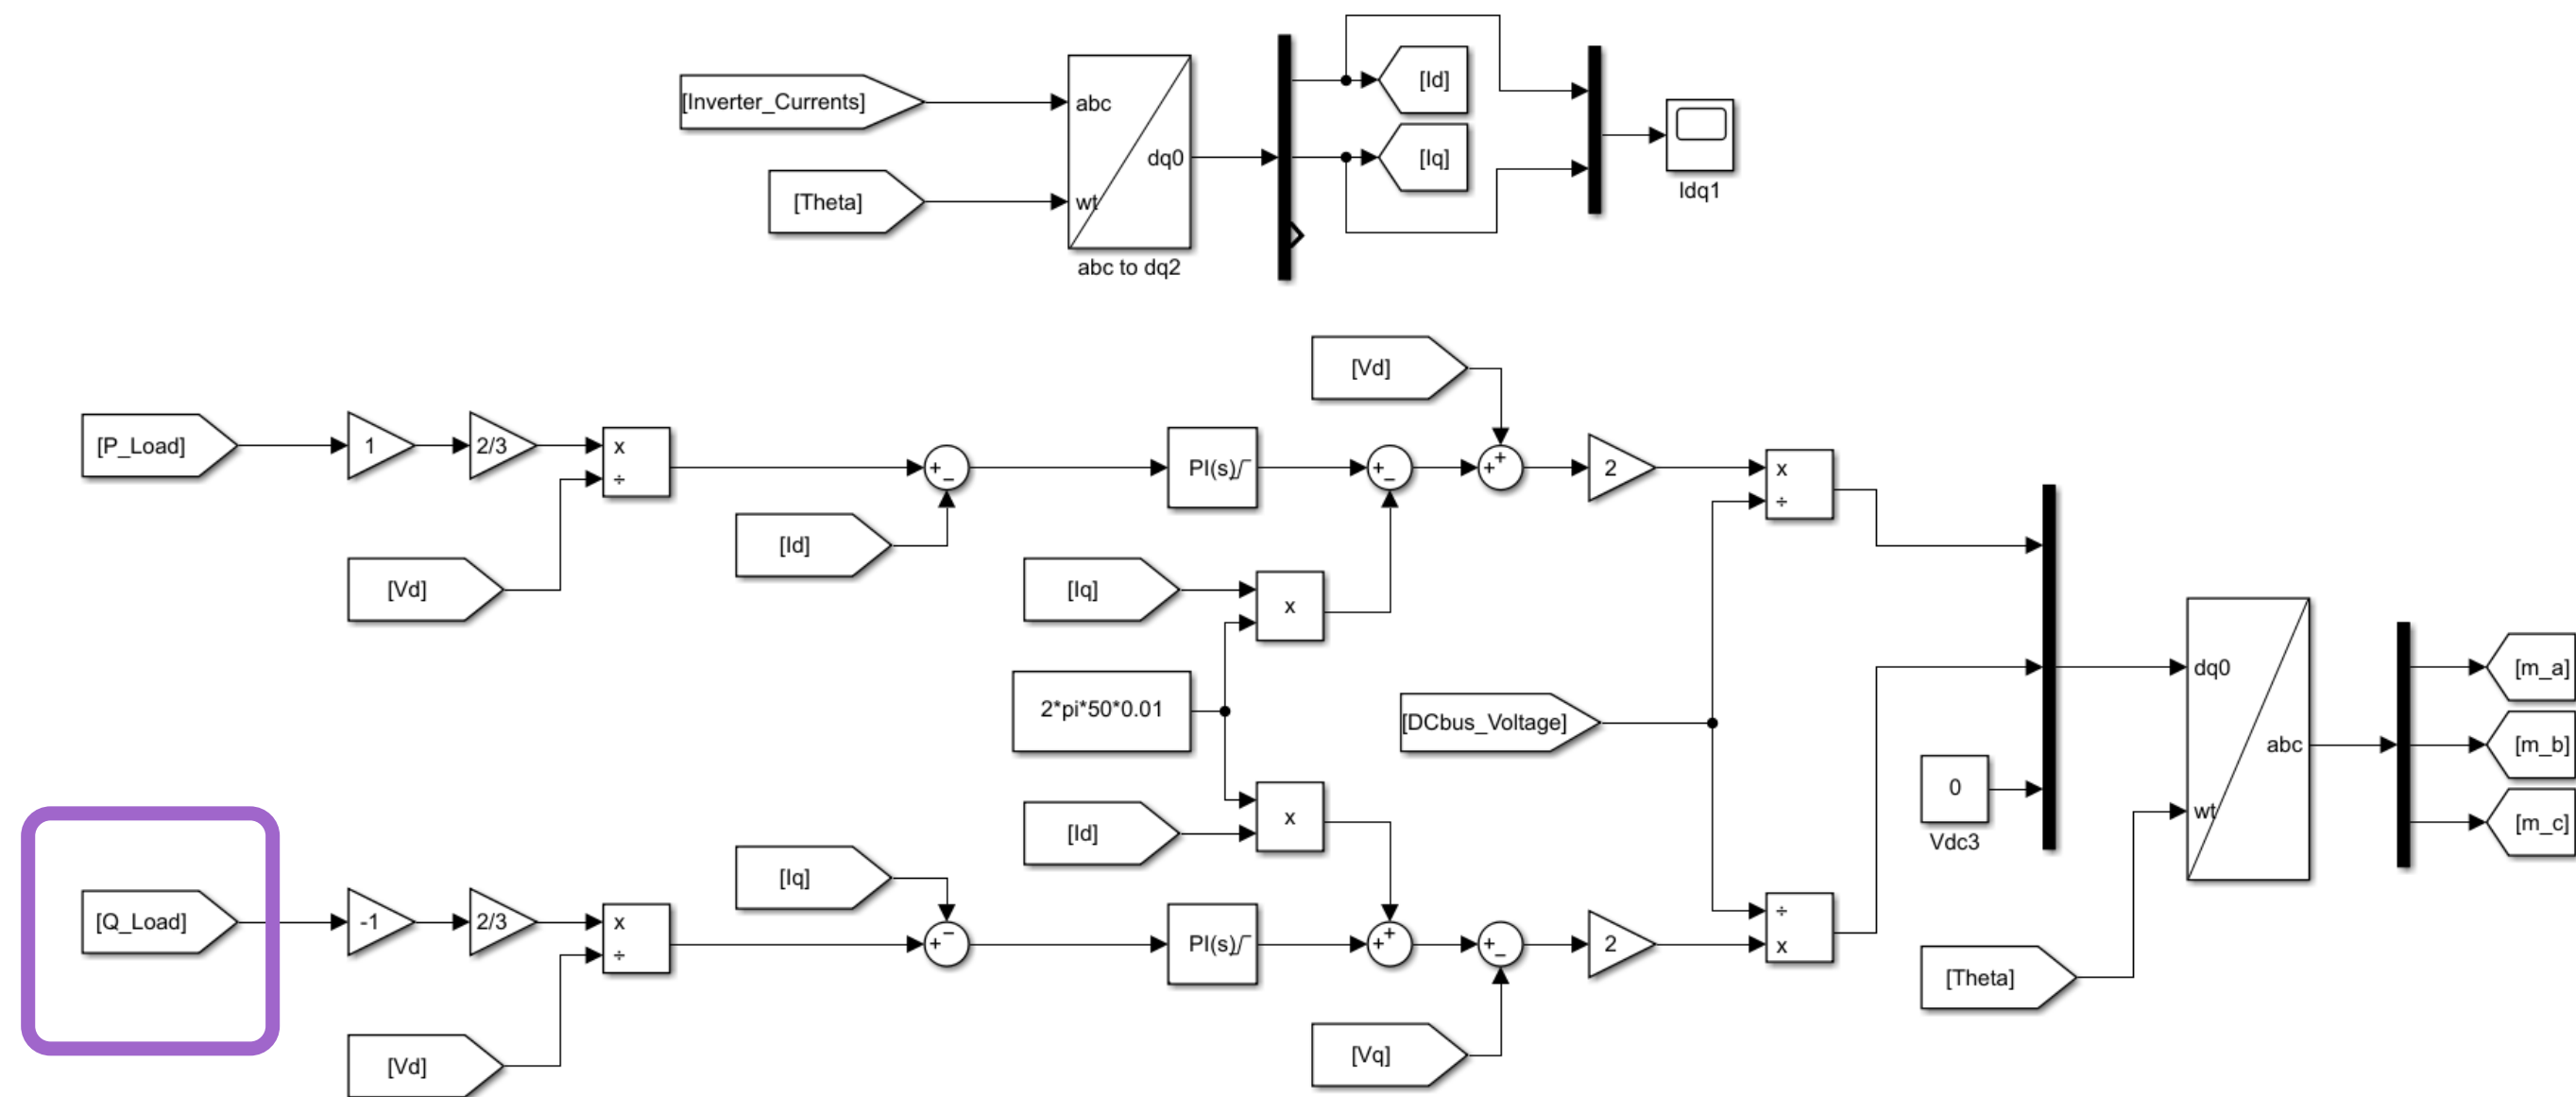 [Inverter_Currents]
[Theta]
abc
wt
dq0
abc to dq2
[Id]
[Iq]
Idq1
[P_Load]
1
2/3
x
÷
[Vd]
+
−
[Id]
PI(s)
+
−
[Vd]
+
+
2
x
÷
[Iq]
x
2*pi*50*0.01
[Id]
x
[DCbus_Voltage]
0
Vdc3
dq0
wt
abc
[m_a]
[m_b]
[m_c]
[Theta]
[Q_Load]
-1
2/3
x
÷
[Vd]
[Iq]
+
−
PI(s)
+
+
+
−
[Vq]
2
÷
x